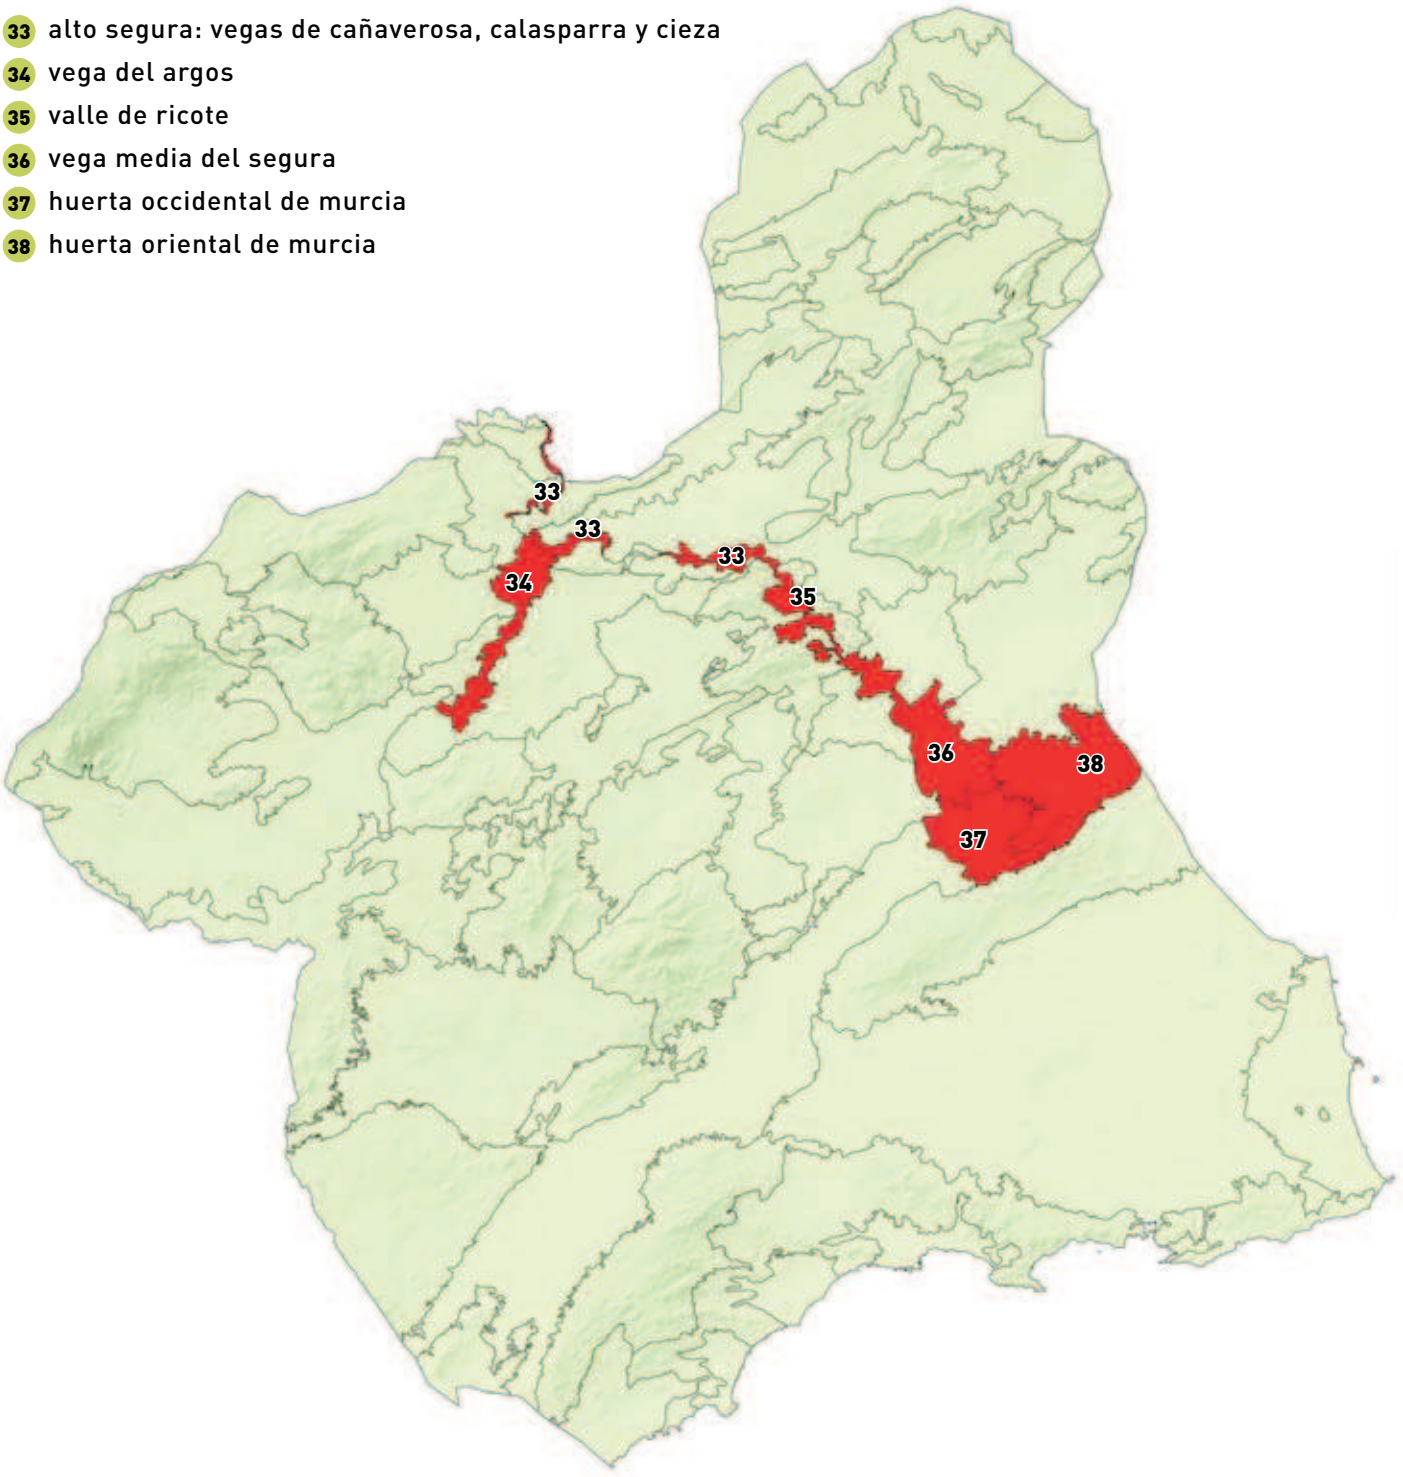 33 alto segura: vegas de cañaverosa, calasparra y cieza
34 vega del argos
35 valle de ricote
36 vega media del segura
37 huerta occidental de murcia
38 huerta oriental de murcia
33
33
33
34
35
36
38
37